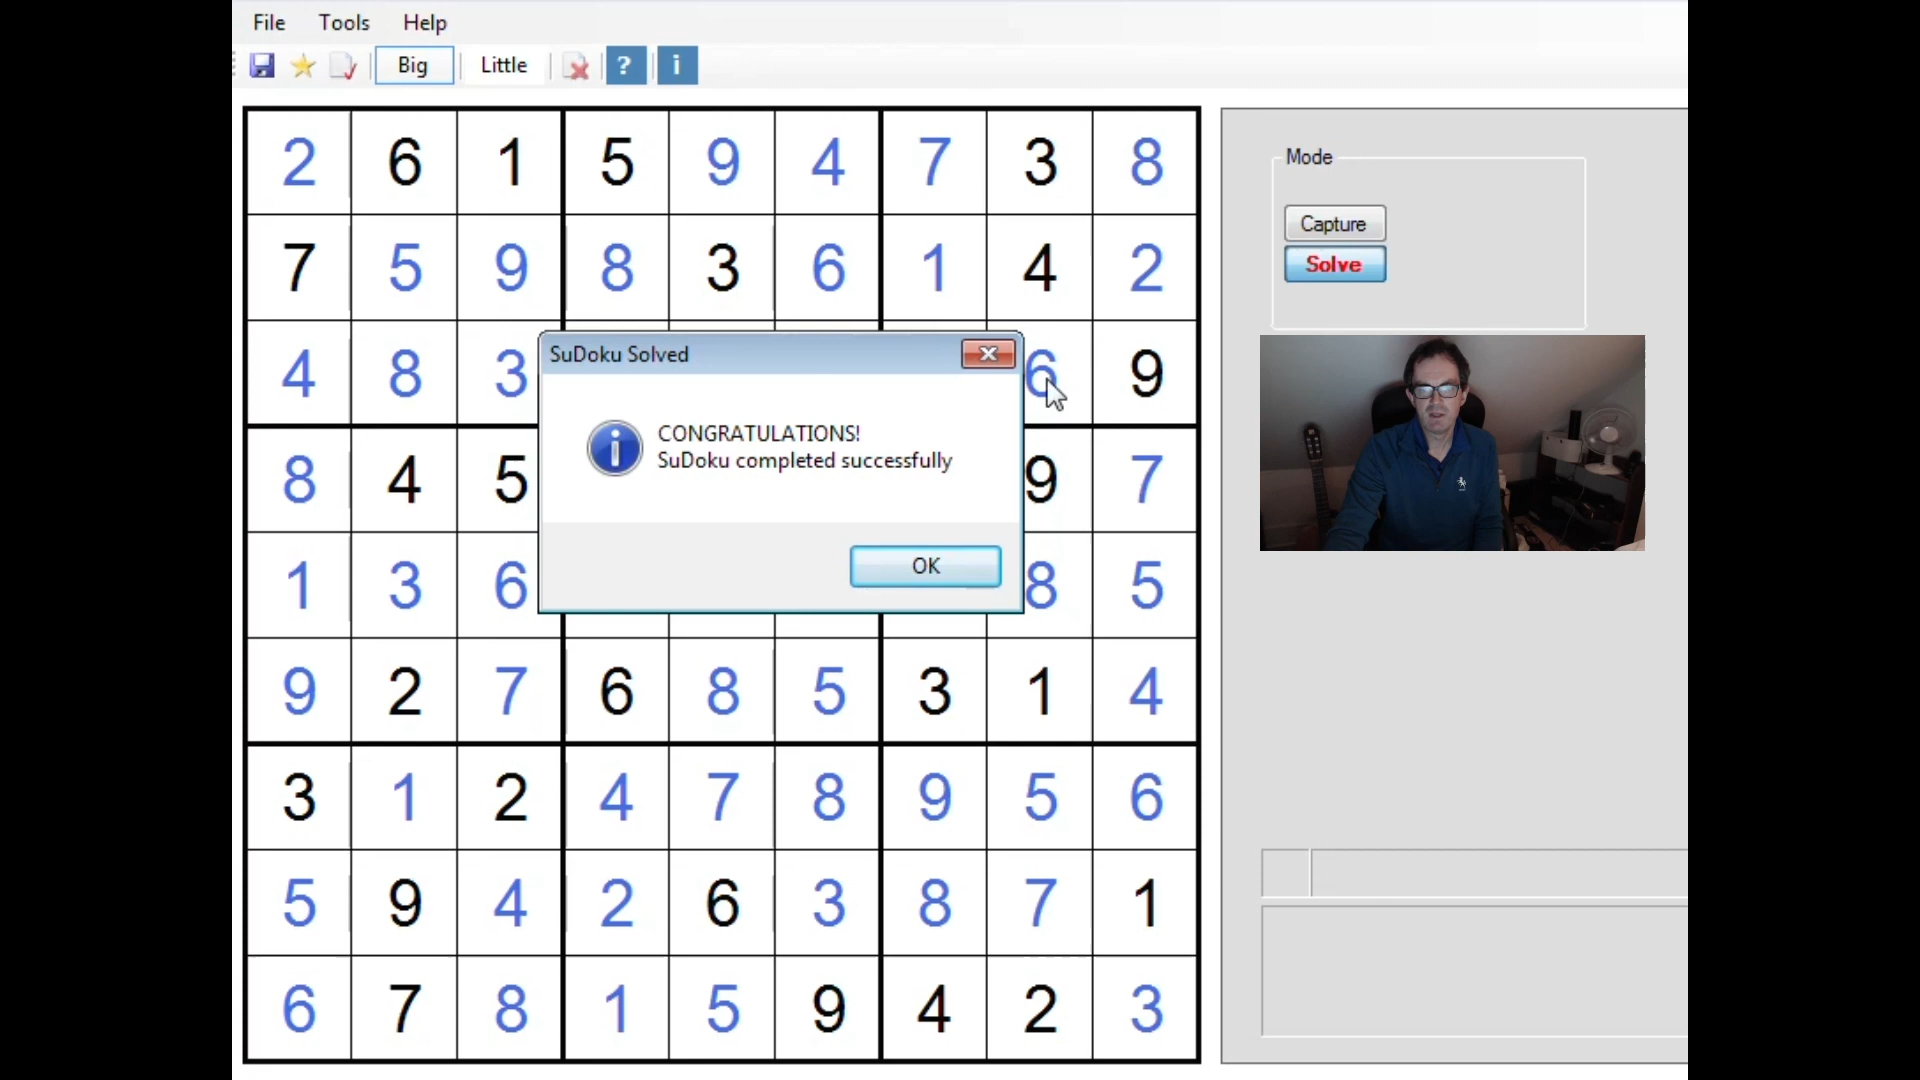 File Tools Help
Big Little ? i
2 6 1 5 9 4 7 3 8
Mode
Capture
Solve
7 5 9 8 3 6 1 4 2
SuDoku Solved
4 8 3 6 9
CONGRATULATIONS!
SuDoku completed successfully
8 4 5 9 7
OK
1 3 6 8 5
9 2 7 6 8 5 3 1 4
3 1 2 4 7 8 9 5 6
5 9 4 2 6 3 8 7 1
6 7 8 1 5 9 4 2 3